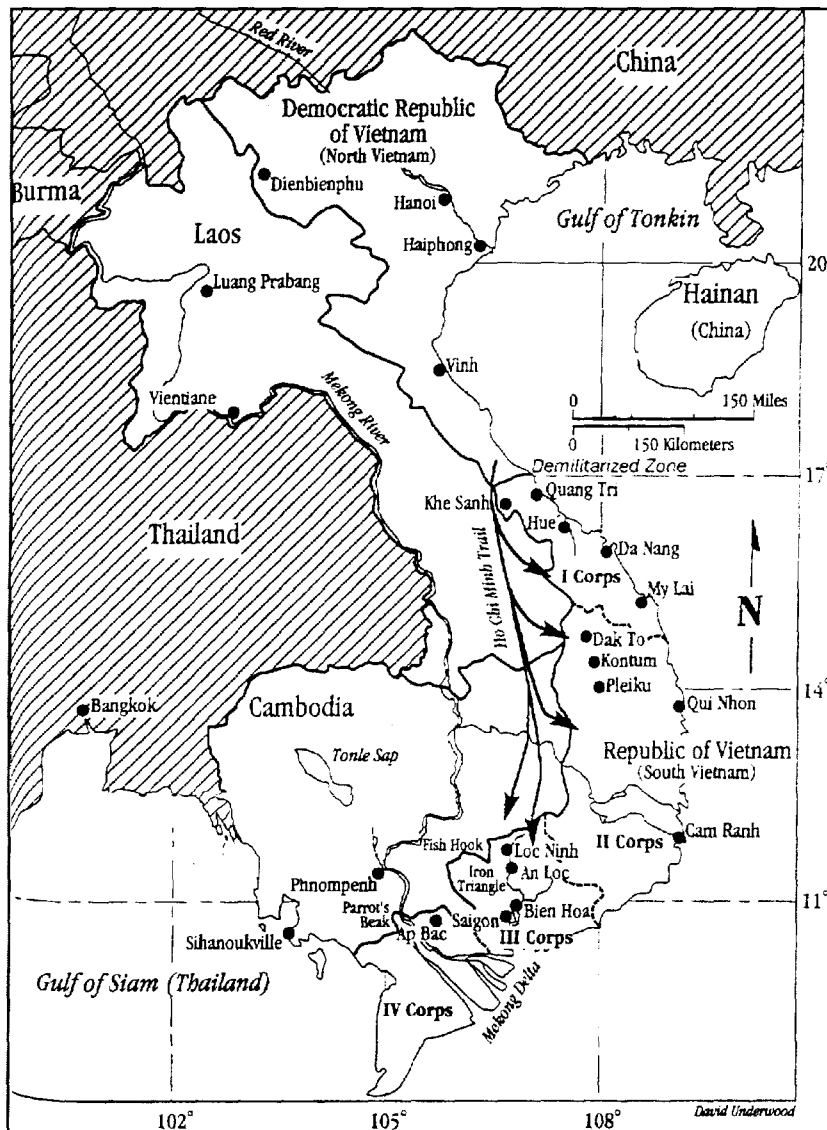 Red River
China
Democratic Republic
of Vietnam
(North Vietnam)
Burma
Dienbienphu
Hanoi
Gulf of Tonkin
Laos
Haiphong
20
Luang Prabang
Hainan
(China)
Vinh
Vientiane
Mekong River
0 150 Miles
0 150 Kilometers
Demilitarized Zone
17°
Khe Sanh
Quang Tri
Hue
Thailand
Da Nang
Ho Chi Minh Trail
I Corps
My Lai
N
Dak To
Kontum
Pleiku
14°
Bangkok
Cambodia
Qui Nhon
Tonle Sap
Republic of Vietnam
(South Vietnam)
II Corps
Cam Ranh
Fish Hook
Loc Ninh
Iron
Triangle
An Loc
Phnompenh
11°
Parrot's
Beak
Saigon
Bien Hoa
Ap Bac
III Corps
Sihanoukville
Gulf of Siam (Thailand)
IV Corps
Mekong Delta
David Underwood
102° 105° 108°